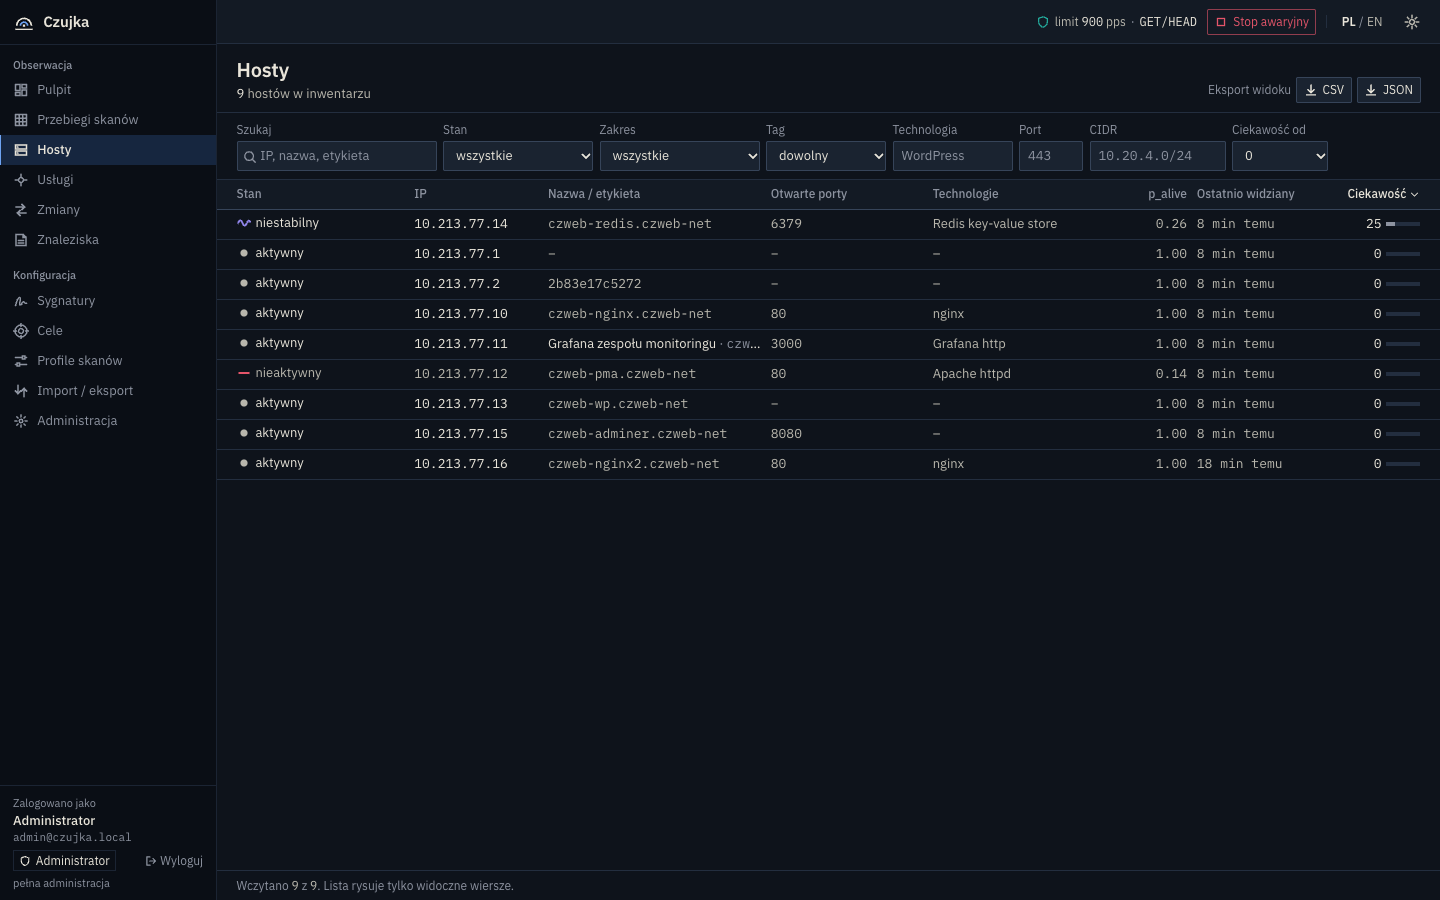 Czujka
limit 900 pps · GET/HEAD
Stop awaryjny
PL / EN
Obserwacja
Pulpit
Przebiegi skanów
Hosty
Usługi
Zmiany
Znaleziska
Konfiguracja
Sygnatury
Cele
Profile skanów
Import / eksport
Administracja
Zalogowano jako
Administrator
admin@czujka.local
Administrator
Wyloguj
pełna administracja
Hosty
9 hostów w inwentarzu
Eksport widoku
CSV
JSON
Szukaj Stan Zakres Tag Technologia Port CIDR Ciekawość od
IP, nazwa, etykieta wszystkie wszystkie dowolny WordPress 443 10.20.4.0/24 0
Stan IP Nazwa / etykieta Otwarte porty Technologie p_alive Ostatnio widziany Ciekawość
niestabilny 10.213.77.14 czweb-redis.czweb-net 6379 Redis key-value store 0.26 8 min temu 25
aktywny 10.213.77.1 – – – 1.00 8 min temu 0
aktywny 10.213.77.2 2b83e17c5272 – – 1.00 8 min temu 0
aktywny 10.213.77.10 czweb-nginx.czweb-net 80 nginx 1.00 8 min temu 0
aktywny 10.213.77.11 Grafana zespołu monitoringu · czw… 3000 Grafana http 1.00 8 min temu 0
nieaktywny 10.213.77.12 czweb-pma.czweb-net 80 Apache httpd 0.14 8 min temu 0
aktywny 10.213.77.13 czweb-wp.czweb-net – – 1.00 8 min temu 0
aktywny 10.213.77.15 czweb-adminer.czweb-net 8080 – 1.00 8 min temu 0
aktywny 10.213.77.16 czweb-nginx2.czweb-net 80 nginx 1.00 18 min temu 0
Wczytano 9 z 9. Lista rysuje tylko widoczne wiersze.